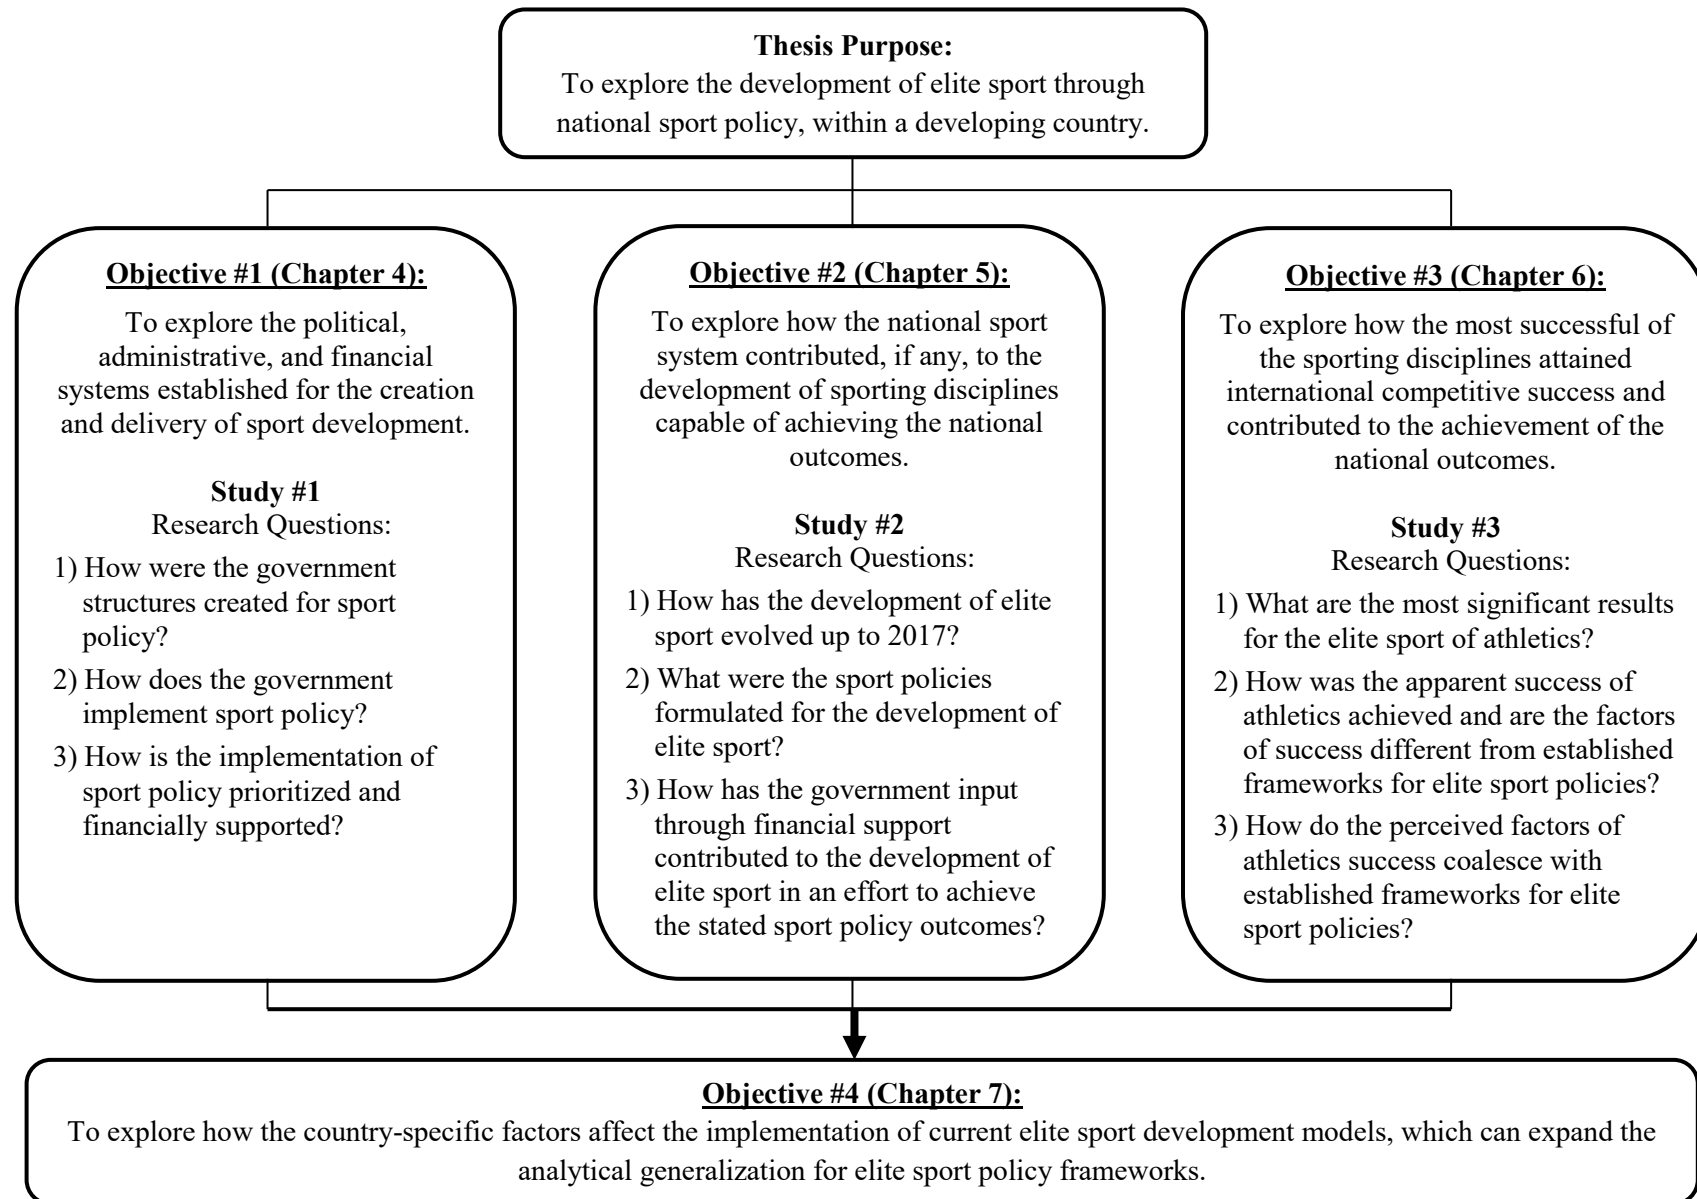 Thesis Purpose:
To explore the development of elite sport through
national sport policy, within a developing country.
Objective #1 (Chapter 4):
To explore the political,
administrative, and financial
systems established for the creation
and delivery of sport development.
Study #1
Research Questions:
1) How were the government
structures created for sport
policy?
2) How does the government
implement sport policy?
3) How is the implementation of
sport policy prioritized and
financially supported?
Objective #2 (Chapter 5):
To explore how the national sport
system contributed, if any, to the
development of sporting disciplines
capable of achieving the national
outcomes.
Study #2
Research Questions:
1) How has the development of elite
sport evolved up to 2017?
2) What were the sport policies
formulated for the development of
elite sport?
3) How has the government input
through financial support
contributed to the development of
elite sport in an effort to achieve
the stated sport policy outcomes?
Objective #3 (Chapter 6):
To explore how the most successful of
the sporting disciplines attained
international competitive success and
contributed to the achievement of the
national outcomes.
Study #3
Research Questions:
1) What are the most significant results
for the elite sport of athletics?
2) How was the apparent success of
athletics achieved and are the factors
of success different from established
frameworks for elite sport policies?
3) How do the perceived factors of
athletics success coalesce with
established frameworks for elite
sport policies?
Objective #4 (Chapter 7):
To explore how the country-specific factors affect the implementation of current elite sport development models, which can expand the
analytical generalization for elite sport policy frameworks.